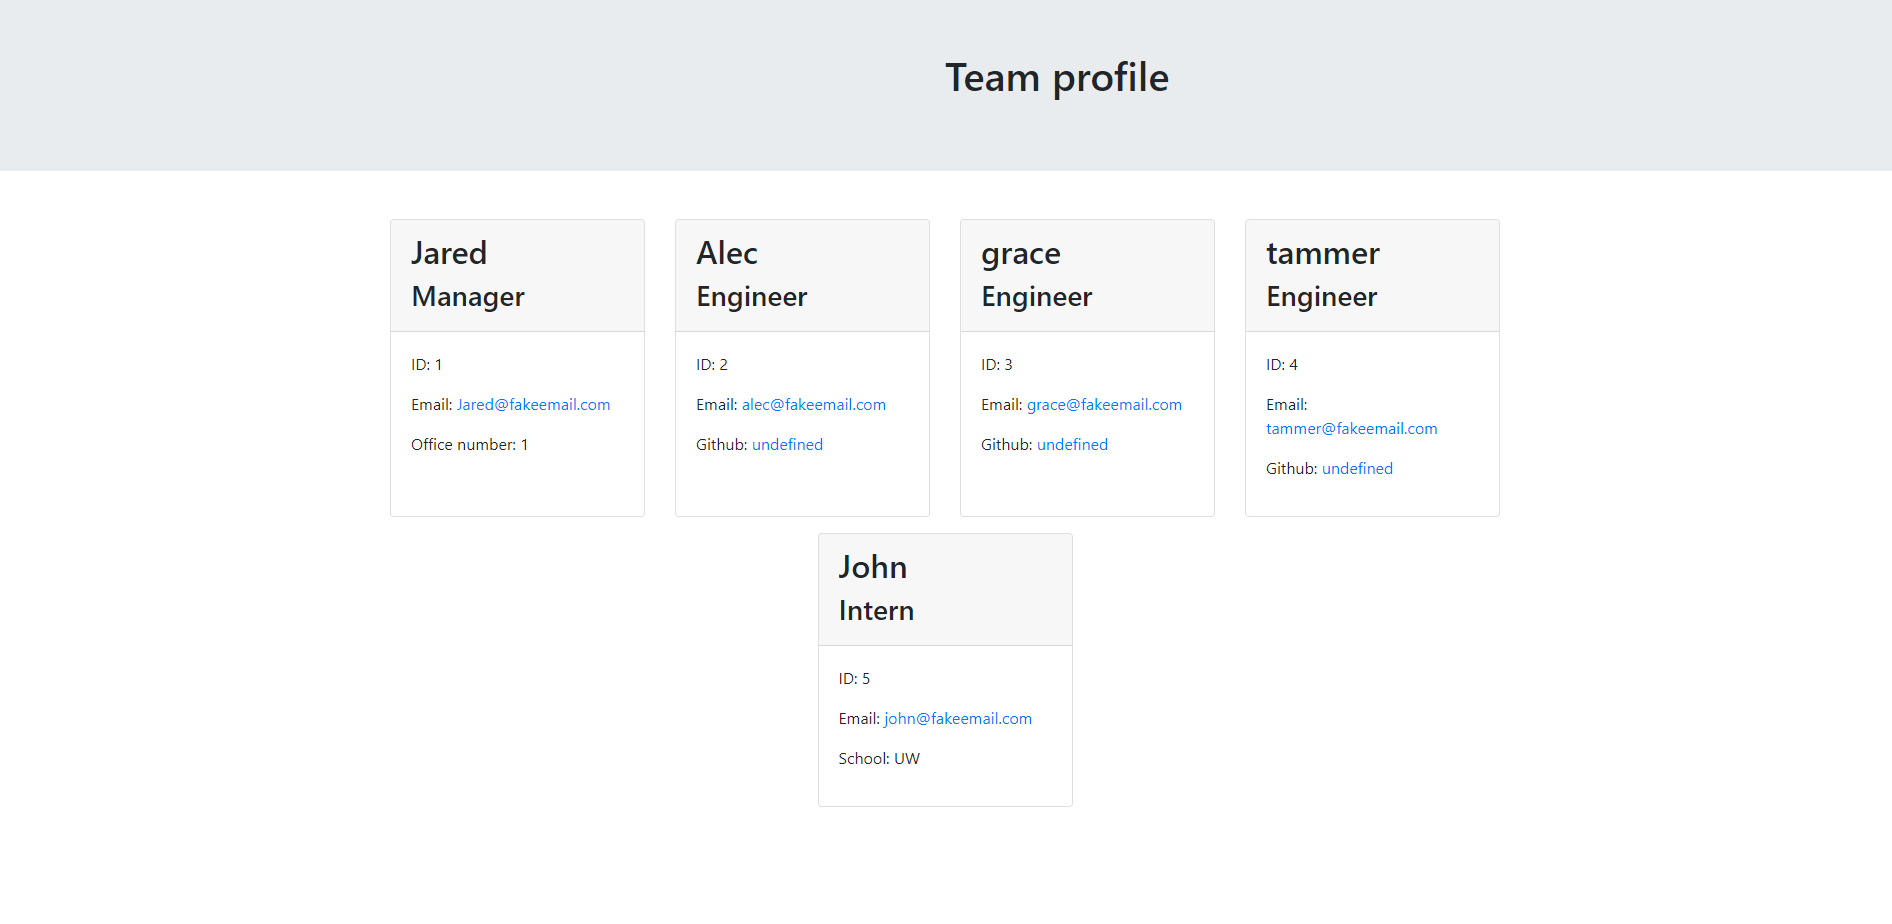 Team profile
Jared
Manager
ID: 1
Email: Jared@fakeemail.com
Office number: 1
Alec
Engineer
ID: 2
Email: alec@fakeemail.com
Github: undefined
grace
Engineer
ID: 3
Email: grace@fakeemail.com
Github: undefined
tammer
Engineer
ID: 4
Email:
tammer@fakeemail.com
Github: undefined
John
Intern
ID: 5
Email: john@fakeemail.com
School: UW